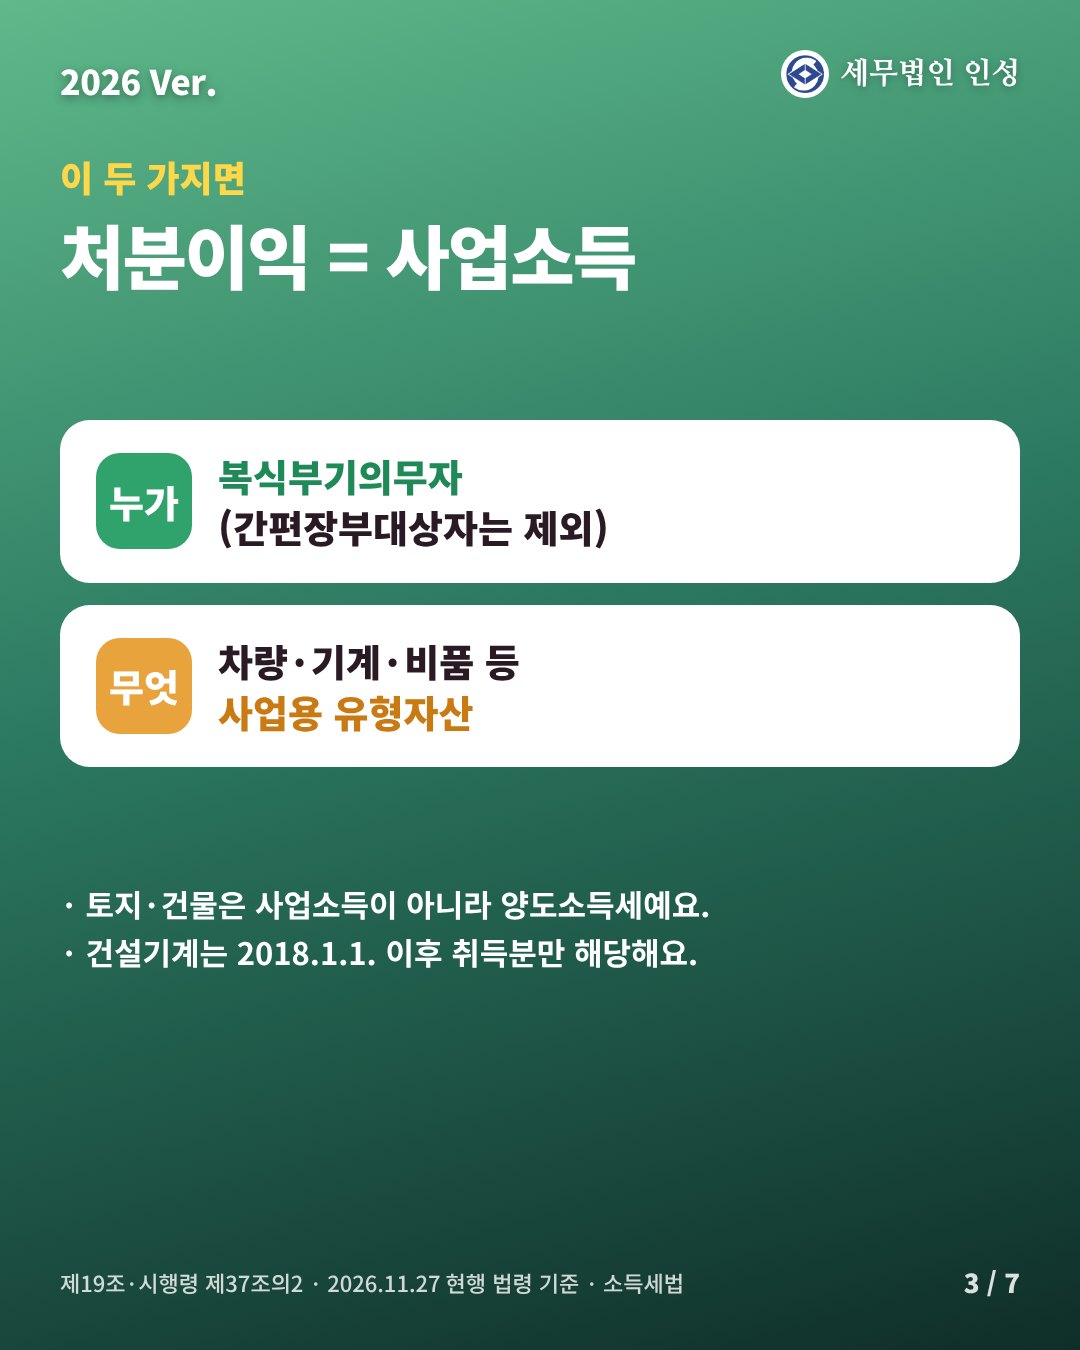 2026 Ver.
세무법인 인성
이 두 가지면
처분이익 = 사업소득
누가
복식부기의무자
(간편장부대상자는 제외)
무엇
차량·기계·비품 등
사업용 유형자산
· 토지·건물은 사업소득이 아니라 양도소득세예요.
· 건설기계는 2018.1.1. 이후 취득분만 해당해요.
제19조·시행령 제37조의2 · 2026.11.27 현행 법령 기준 · 소득세법
3 / 7